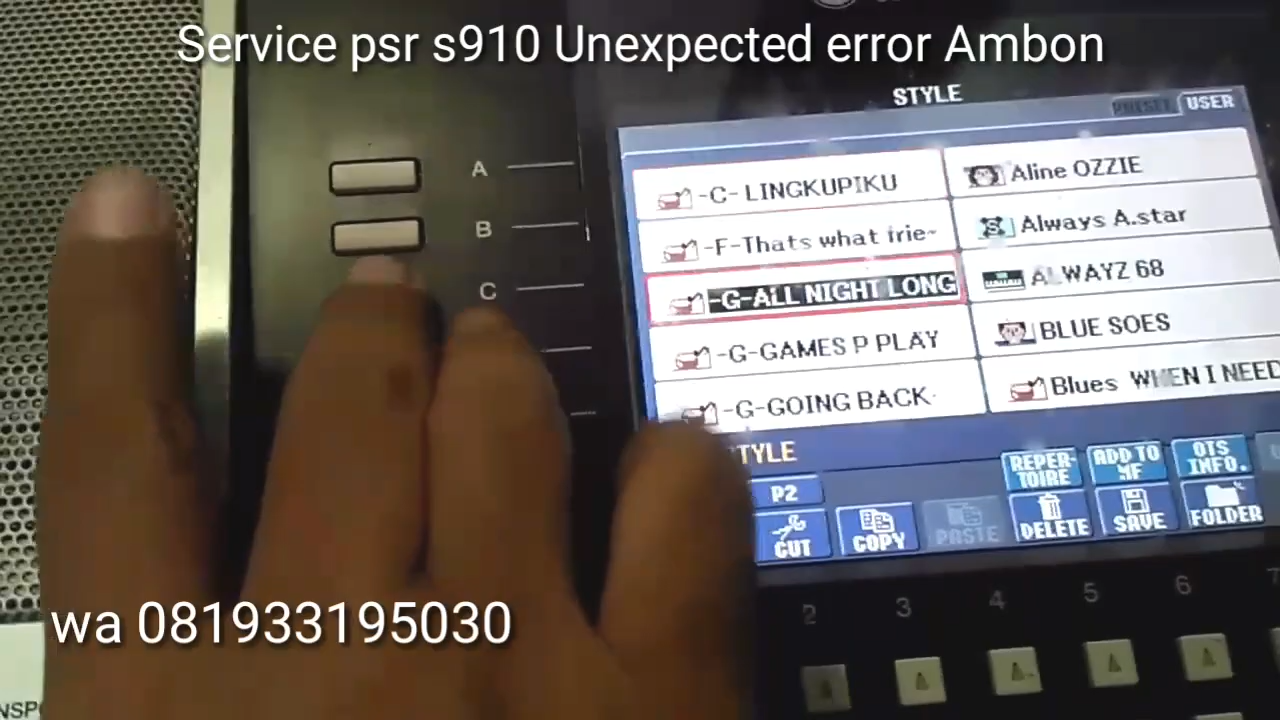 Service psr s910 Unexpected error Ambon
STYLE
PRESET USER
A
B
C
-C- LINGKUPIKU
-F-Thats what frie~
-G-ALL NIGHT LONG
-G-GAMES P PLAY
-G-GOING BACK
Aline OZZIE
Always A.star
ALWAYZ 68
BLUE SOES
Blues WHEN I NEED
P2
REPER-
TOIRE
ADD TO
MF
OTS
INFO.
CUT
COPY
PASTE
DELETE
SAVE
FOLDER
2 3 4 5 6 7
wa 081933195030